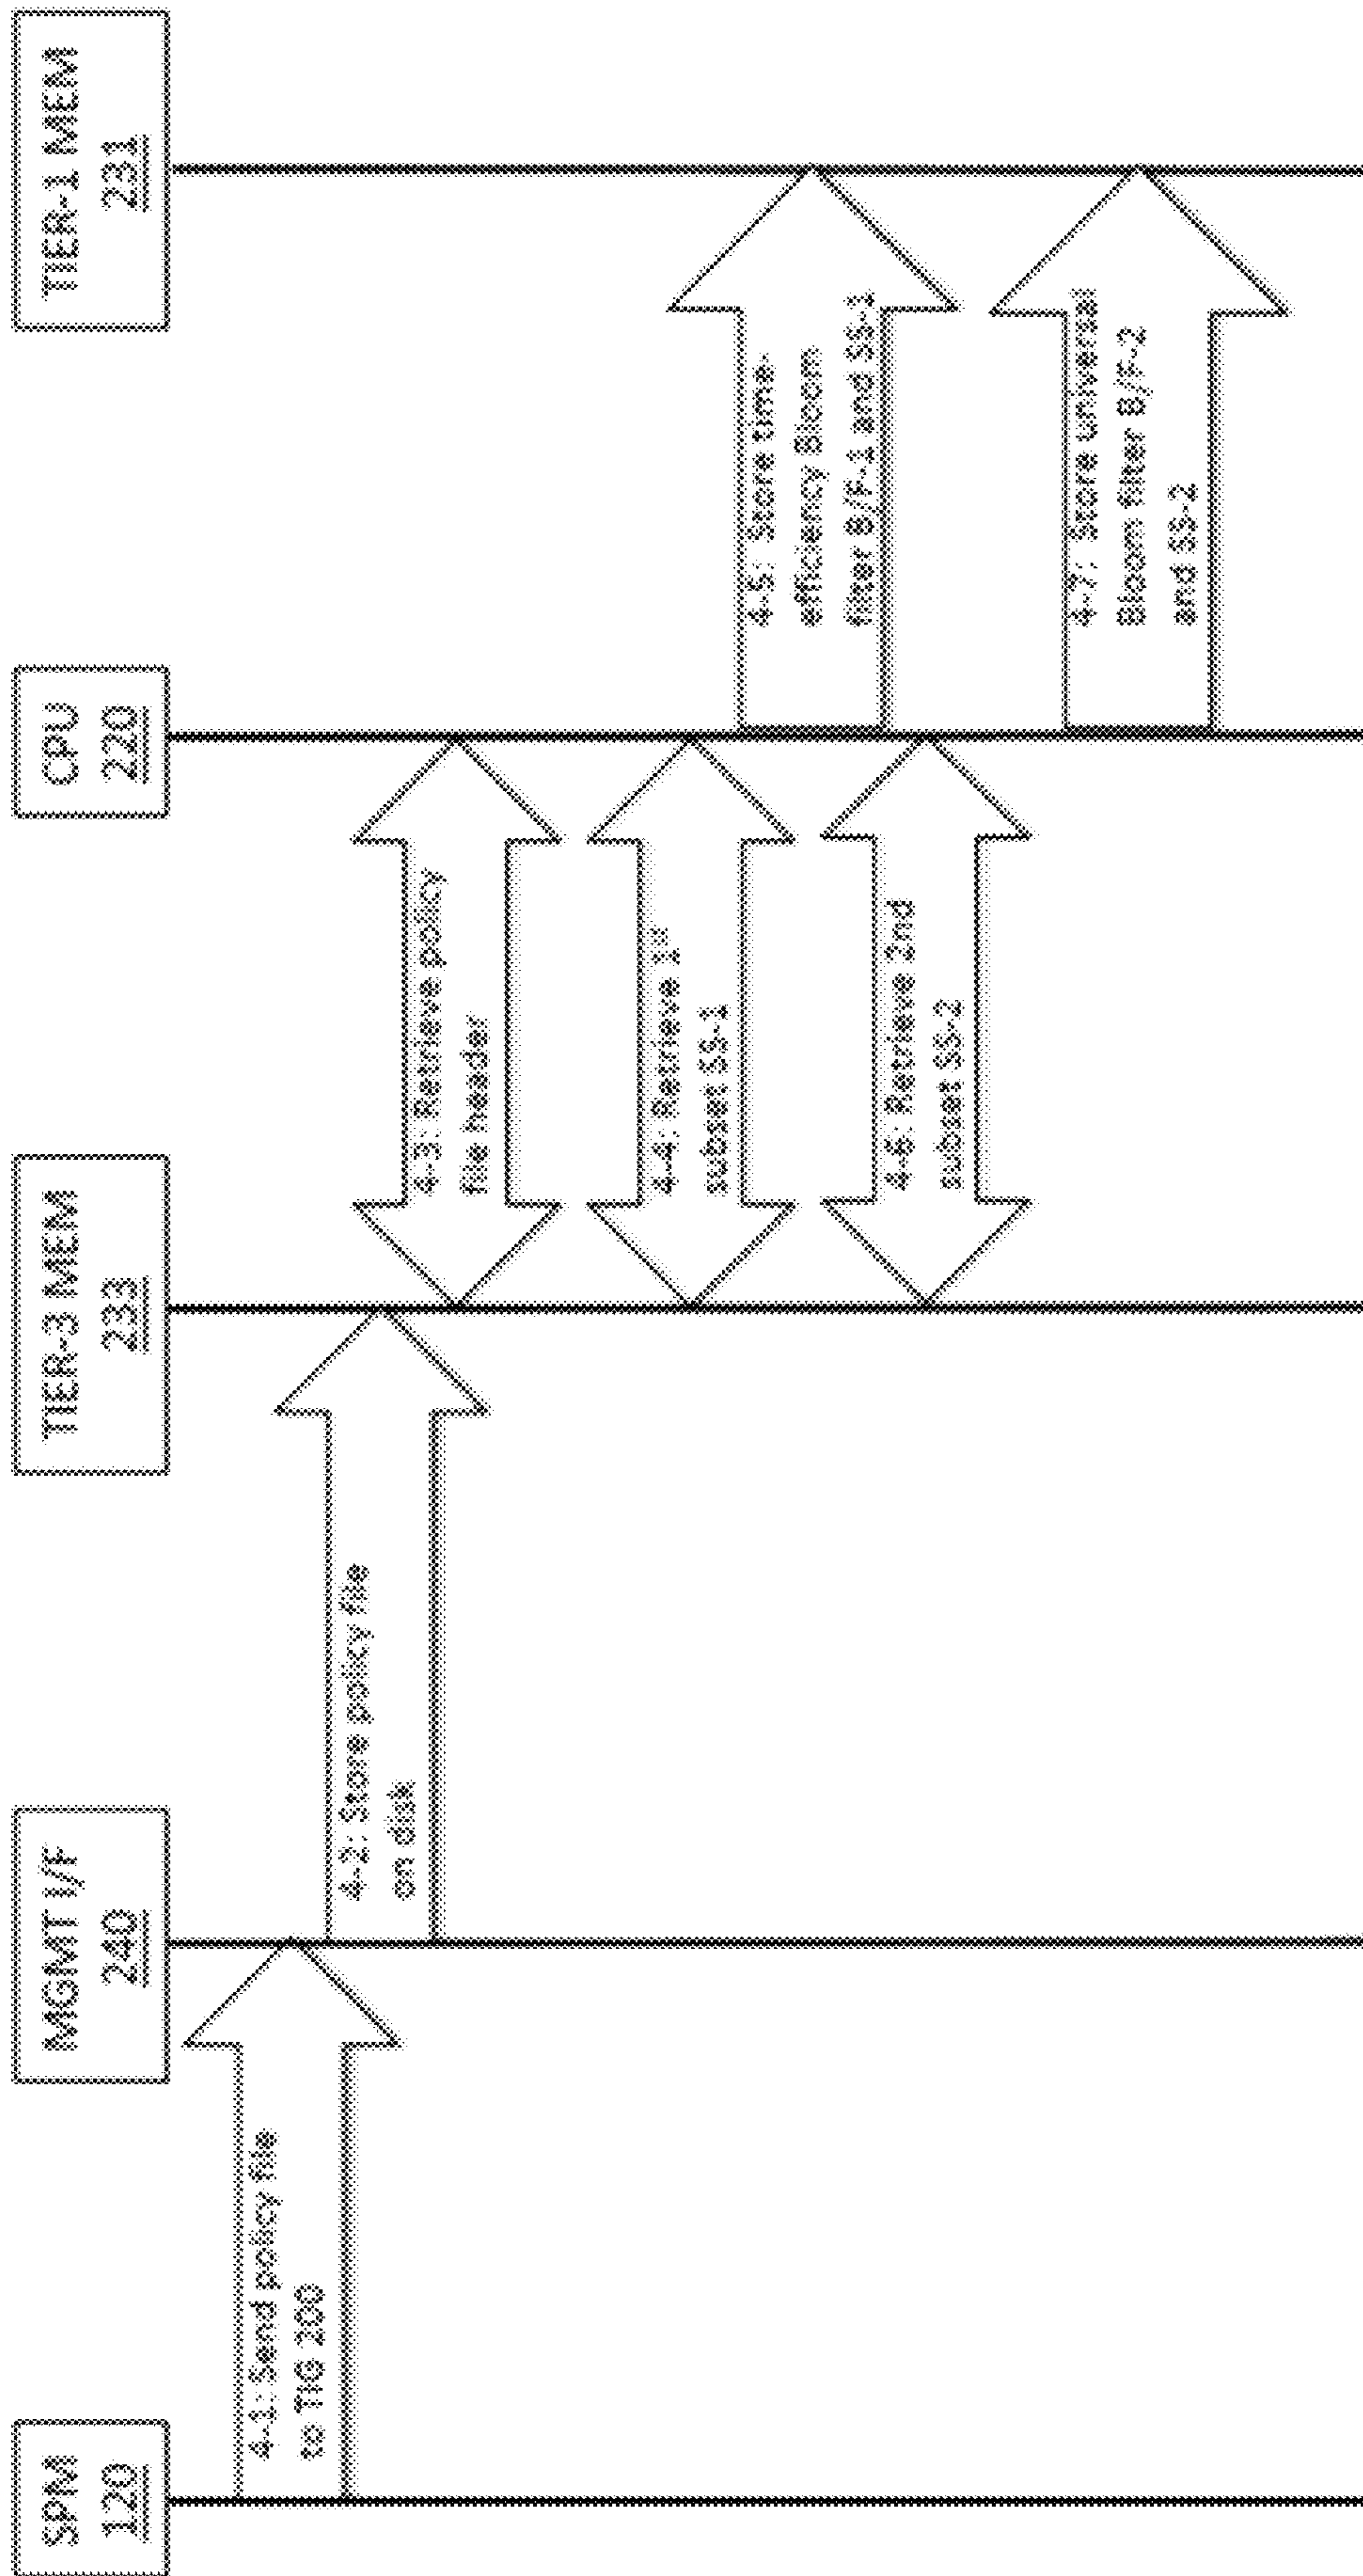 SPM
120
MGMT I/F
240
TIER-3 MEM
233
CPU
220
TIER-1 MEM
231
4-1: Send policy file
to TIG 200
4-2: Store policy file
on disk
4-3: Retrieve policy
file header
4-4: Retrieve 1st
subset SS-1
4-5: Store time-
efficiency Bloom
filter B/F-1 and SS-1
4-6: Retrieve 2nd
subset SS-2
4-7: Store universal
Bloom filter B/F-2
and SS-2